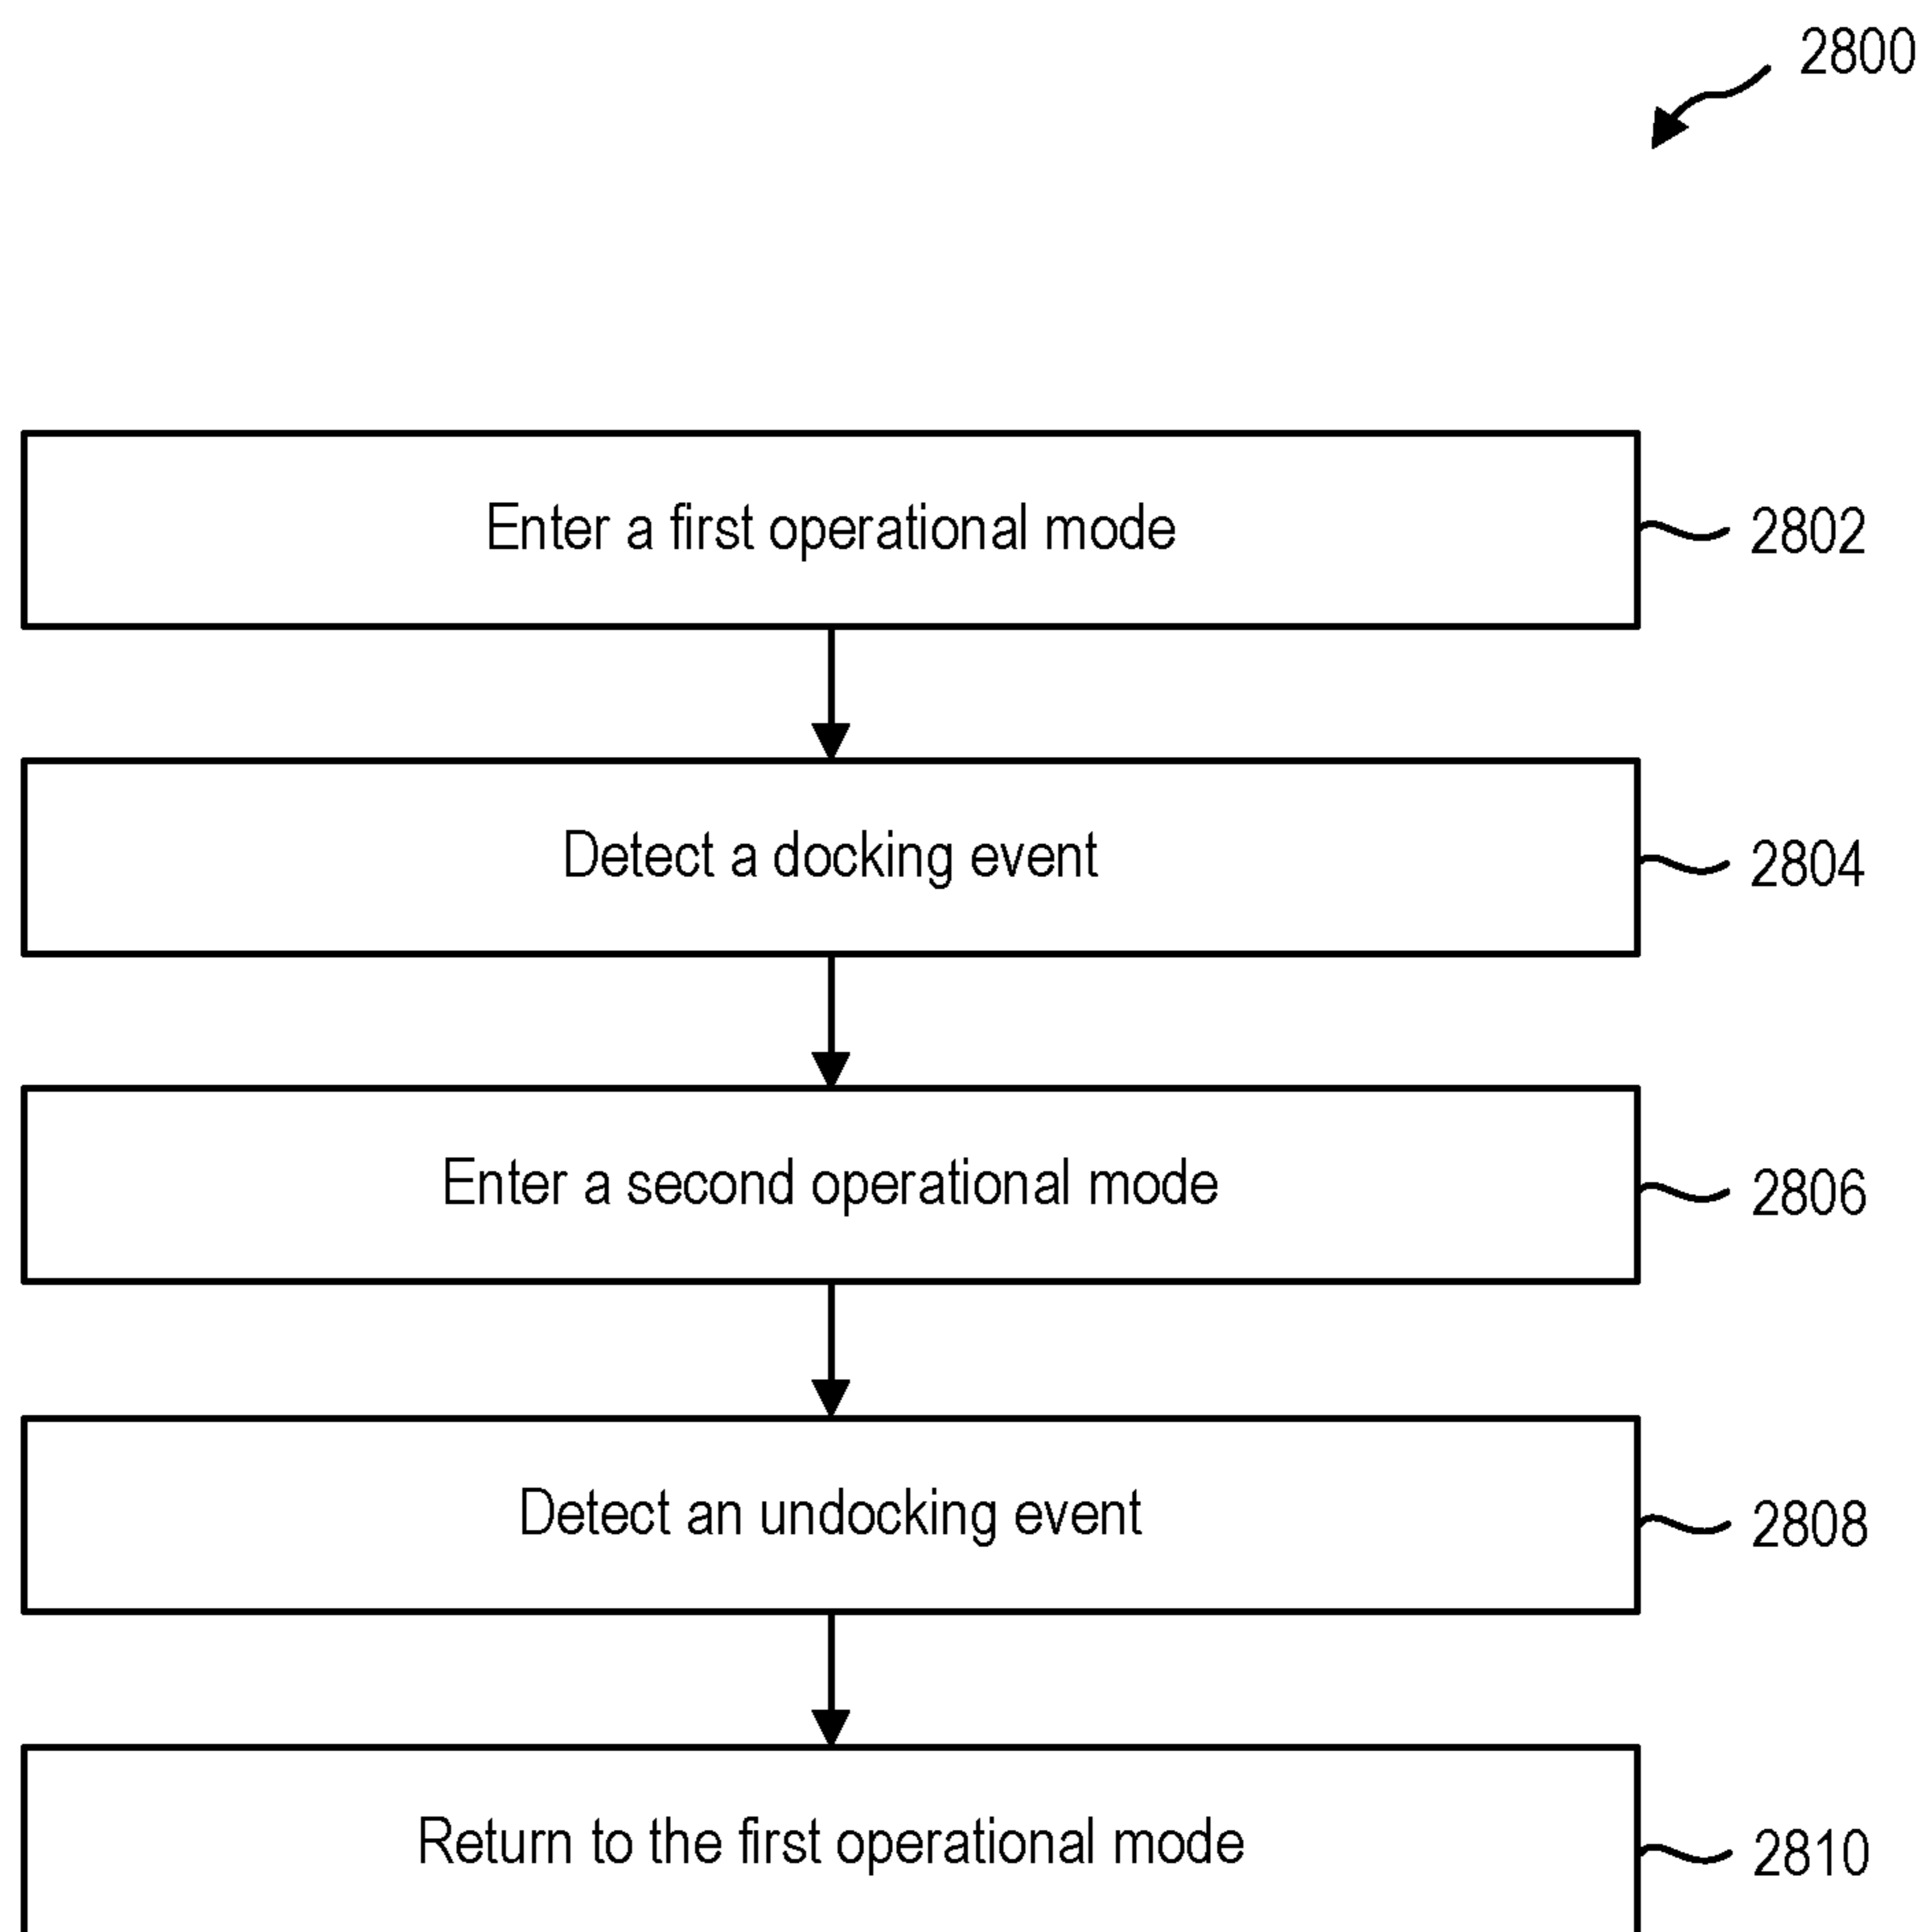 2800
Enter a first operational mode
2802
Detect a docking event
2804
Enter a second operational mode
2806
Detect an undocking event
2808
Return to the first operational mode
2810